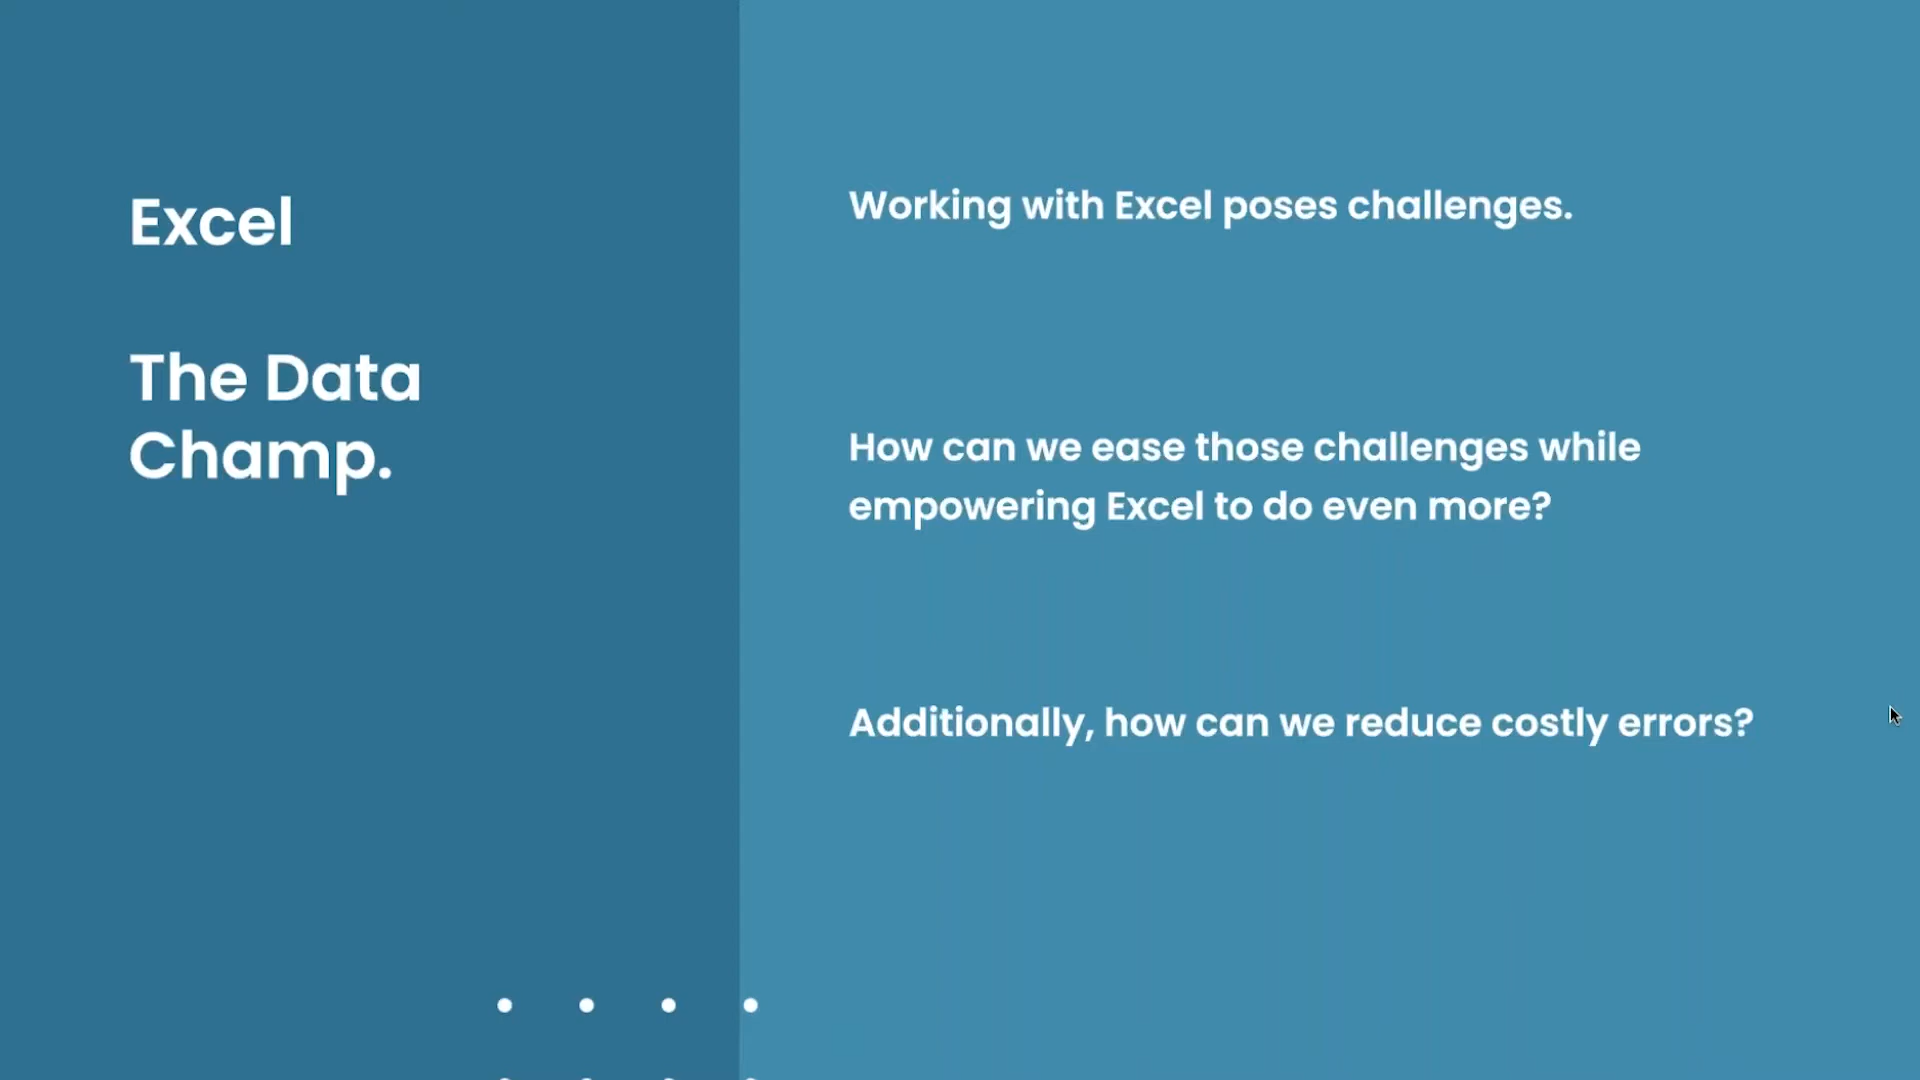 Excel
The Data
Champ.
Working with Excel poses challenges.
How can we ease those challenges while
empowering Excel to do even more?
Additionally, how can we reduce costly errors?